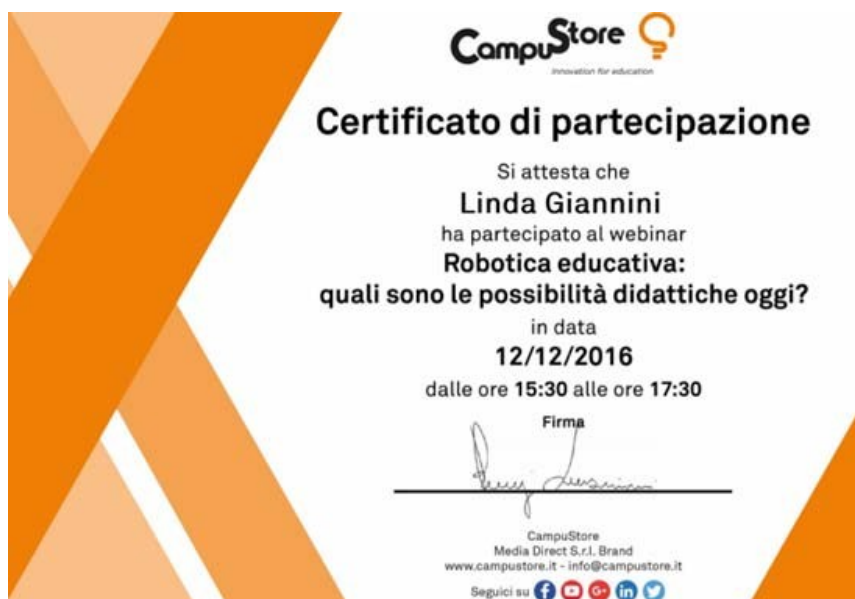 CampuStore
innovation for education
Certificato di partecipazione
Si attesta che
Linda Giannini
ha partecipato al webinar
Robotica educativa:
quali sono le possibilità didattiche oggi?
in data
12/12/2016
dalle ore 15:30 alle ore 17:30
Firma
CampuStore
Media Direct S.r.l. Brand
www.campustore.it - info@campustore.it
Seguici su